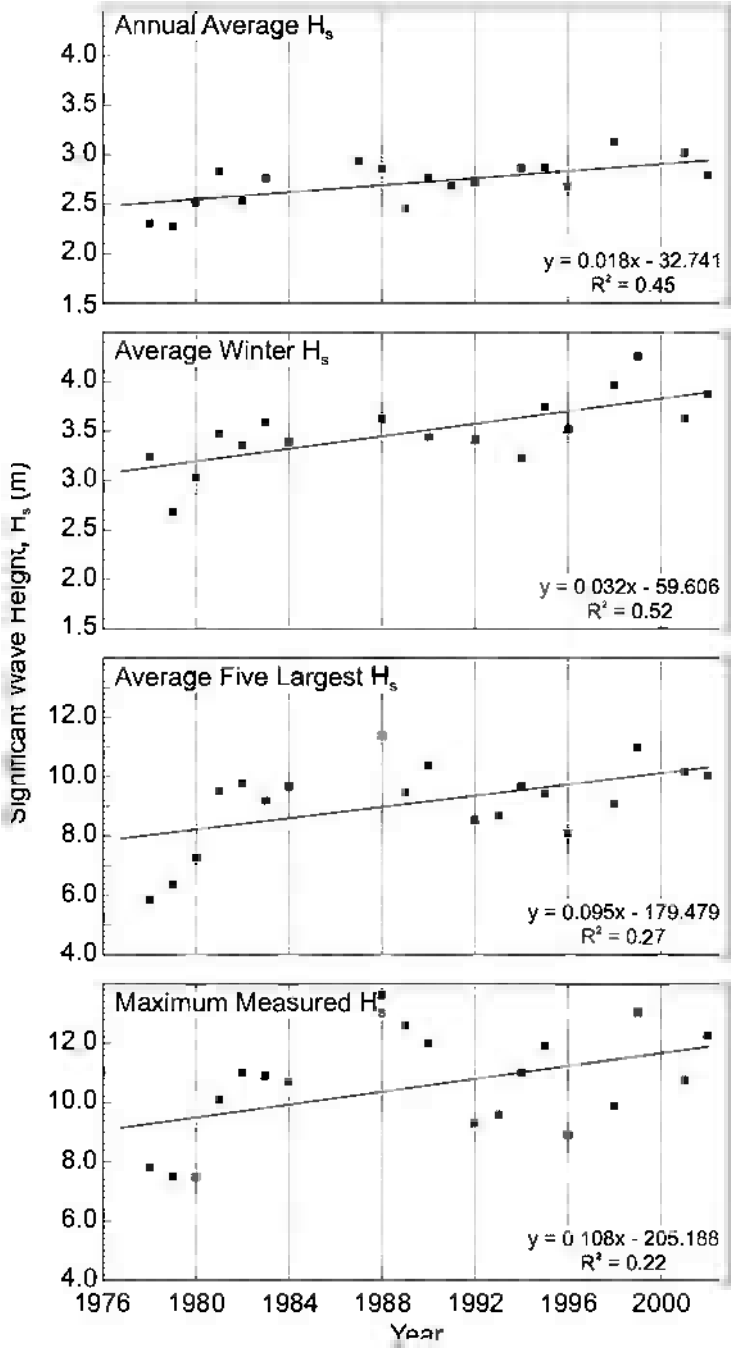 Annual Average Hs
4.0
3.5
3.0
2.5
2.0
1.5
y = 0.018x - 32.741
R² = 0.45
Average Winter Hs
4.0
3.5
3.0
2.5
2.0
1.5
y = 0.032x - 59.606
R² = 0.52
Significant Wave Height, Hs (m)
Average Five Largest Hs
12.0
10.0
8.0
6.0
4.0
y = 0.095x - 179.479
R² = 0.27
Maximum Measured Hs
12.0
10.0
8.0
6.0
4.0
y = 0.108x - 205.188
R² = 0.22
1976 1980 1984 1988 1992 1996 2000
Year